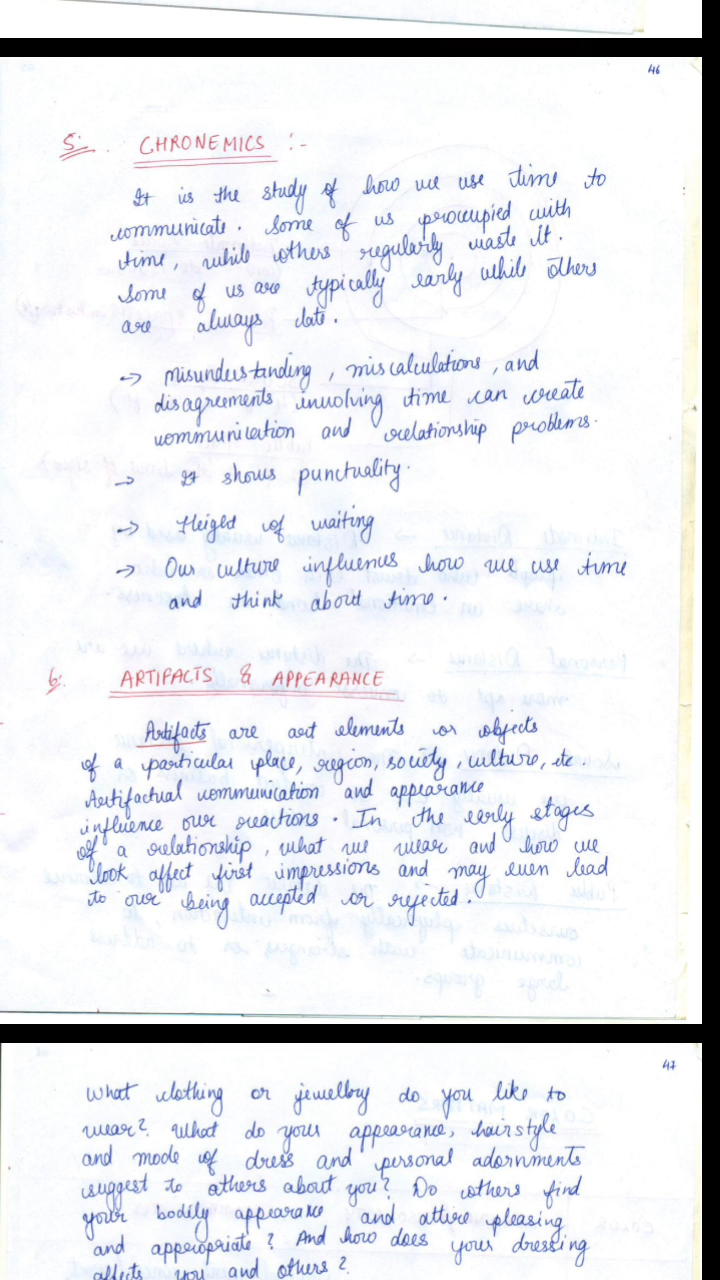 46
5. CHRONEMICS :-
It is the study of how we use time to
communicate. Some of us preocupied with
time, while others regularly waste it.
Some of us are typically early while others
are always late.
→ Misunderstanding, miscalculations, and
disagreements involving time can create
communication and relationship problems.
→ It shows punctuality.
→ Heigld of waiting
→ Our culture influences how we use time
and think about time.
6. ARTIFACTS & APPEARANCE
Artifacts are art elements or objects
of a particular place, region, society, culture, etc.
Artifactual communication and appearance
influence our reactions. In the early stages
of a relationship, what we wear and how we
look affect first impressions and may even lead
to our being accepted or rejected.
47
What clothing or jewellory do you like to
wear? What do your appearance, hairstyle
and mode of dress and personal adornments
suggest to others about you? Do others find
your bodily appearance and attire pleasing
and appropriate? And how does your dressing
affects you and others?